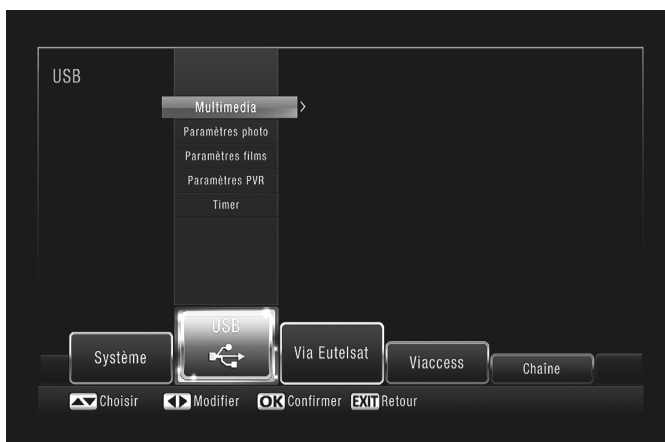 USB
Multimedia
Paramètres photo
Paramètres films
Paramètres PVR
Timer
USB
Système
Via Eutelsat
Viaccess
Chaîne
Choisir Modifier OK Confirmer EXIT Retour